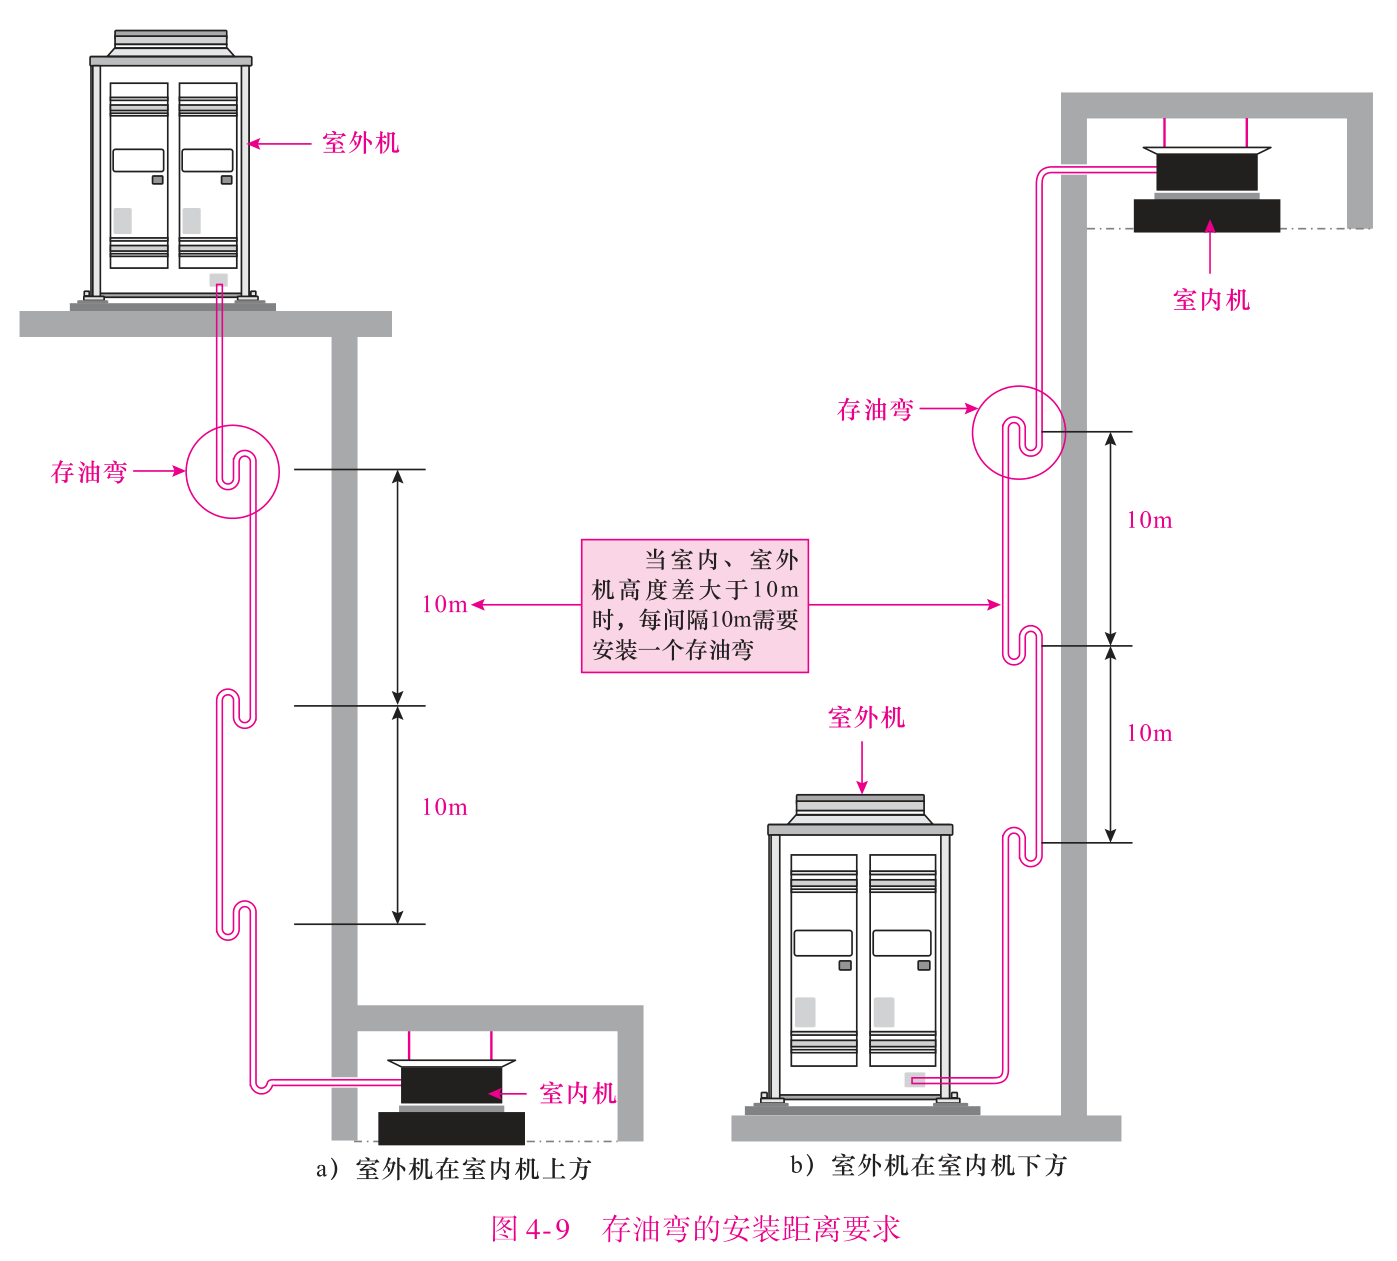 室外机
存油弯
10m
10m
室内机
a）室外机在室内机上方
当室内、室外
机高度差大于10m
时，每间隔10m需要
安装一个存油弯
室内机
存油弯
10m
10m
室外机
b）室外机在室内机下方
图 4-9　存油弯的安装距离要求